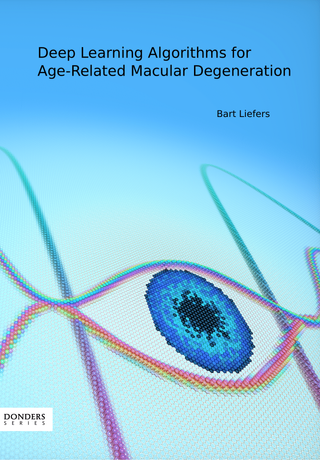 Deep Learning Algorithms for
Age-Related Macular Degeneration
Bart Liefers
DONDERS
SERIES